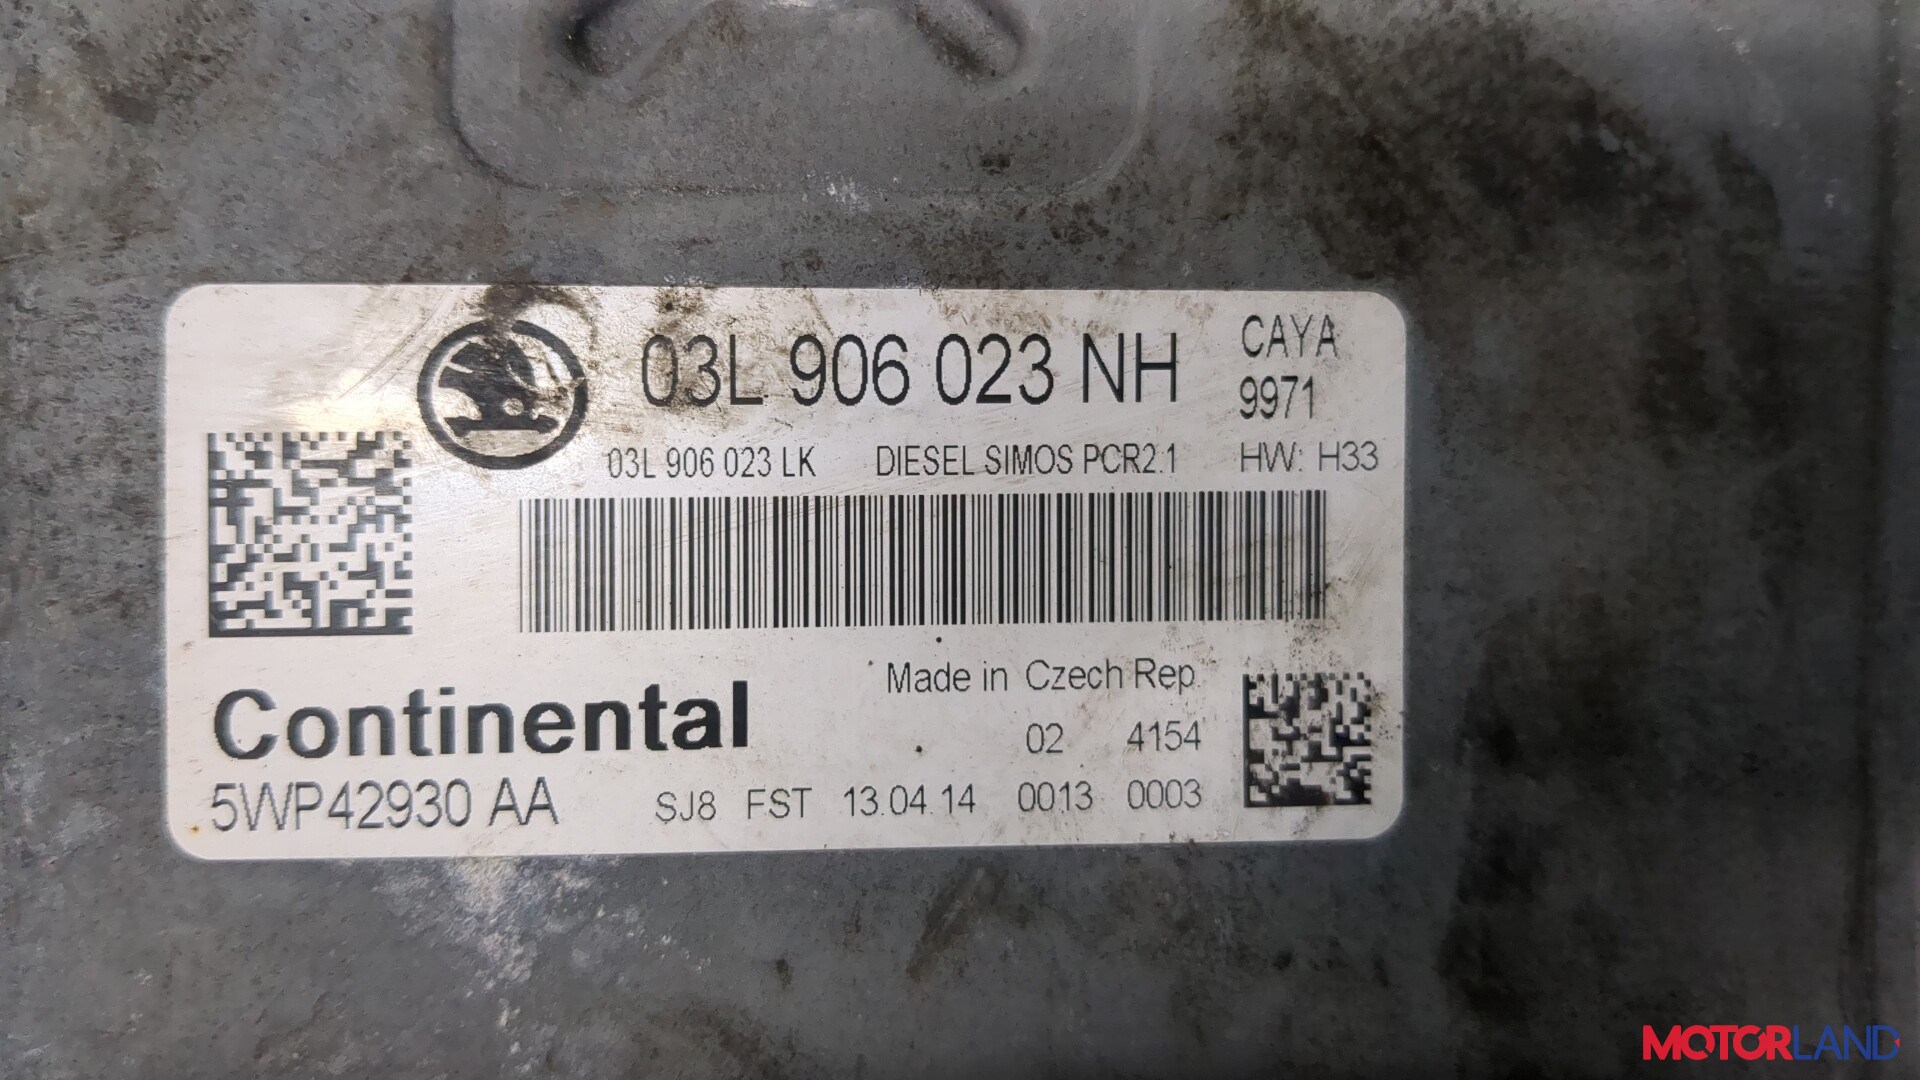 03L 906 023 NH
CAYA
9971
03L 906 023 LK DIESEL SIMOS PCR2.1 HW: H33
Made in Czech Rep.
Continental
02 4154
5WP42930 AA SJ8 FST 13.04.14 0013 0003
MOTORLAND